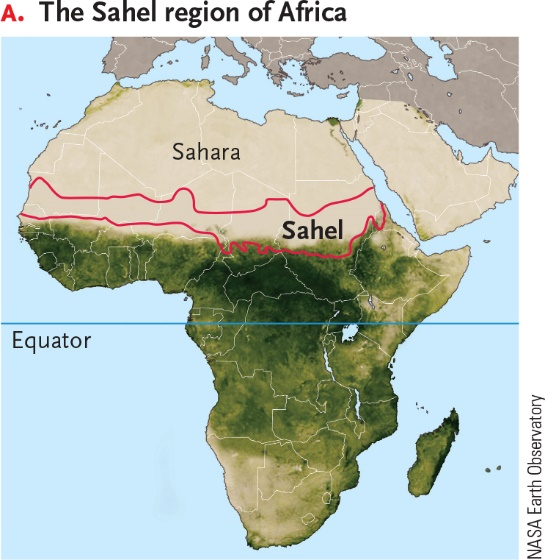 A. The Sahel region of Africa
Sahara
Sahel
Equator
NASA Earth Observatory